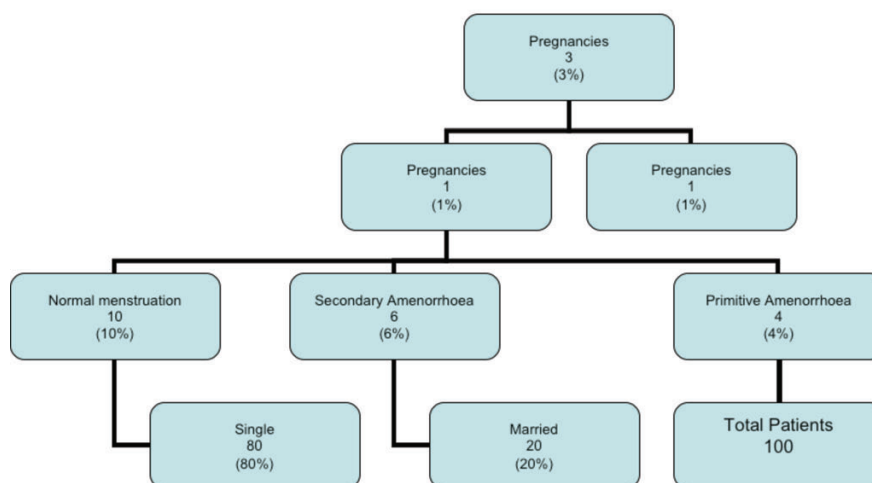 Pregnancies
3
(3%)
Pregnancies
1
(1%)
Pregnancies
1
(1%)
Normal menstruation
10
(10%)
Secondary Amenorrhoea
6
(6%)
Primitive Amenorrhoea
4
(4%)
Single
80
(80%)
Married
20
(20%)
Total Patients
100